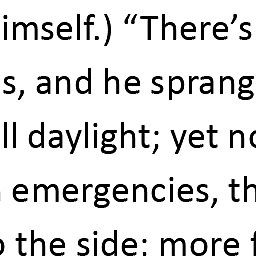 imself.) “There’s
s, and he sprang
ll daylight; yet no
emergencies, th
the side: more f